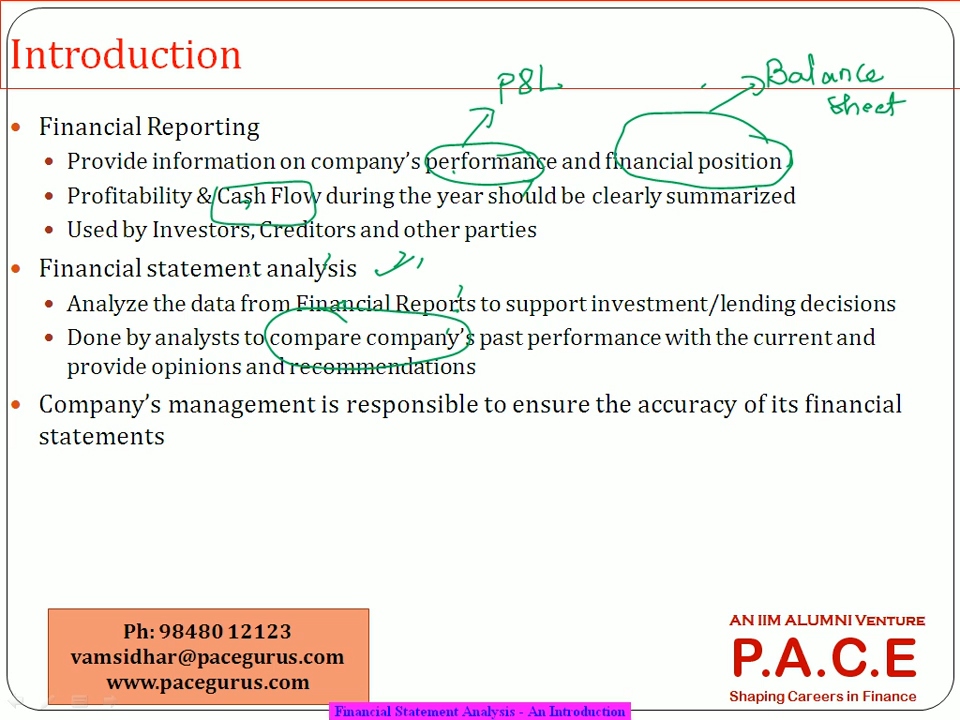 Introduction
P&L
Balance
Sheet
• Financial Reporting
• Provide information on company's performance and financial position
• Profitability & Cash Flow during the year should be clearly summarized
• Used by Investors, Creditors and other parties
• Financial statement analysis
• Analyze the data from Financial Reports to support investment/lending decisions
• Done by analysts to compare company's past performance with the current and
provide opinions and recommendations
• Company's management is responsible to ensure the accuracy of its financial
statements
Ph: 98480 12123
vamsidhar@pacegurus.com
www.pacegurus.com
AN IIM ALUMNI VENTURE
P.A.C.E
Shaping Careers in Finance
Financial Statement Analysis - An Introduction